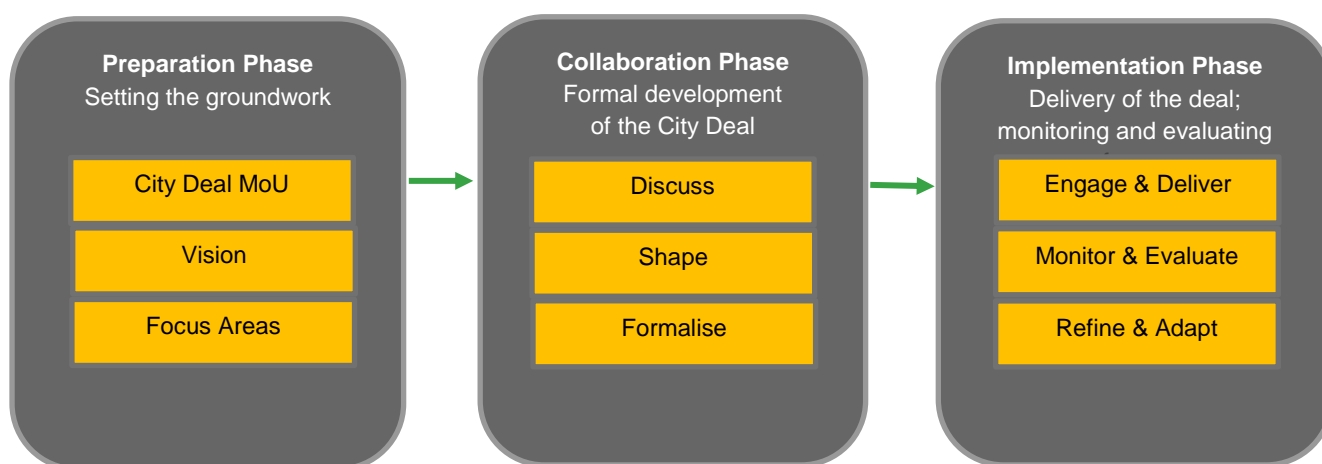 Preparation Phase
Setting the groundwork
City Deal MoU
Vision
Focus Areas
Collaboration Phase
Formal development
of the City Deal
Discuss
Shape
Formalise
Implementation Phase
Delivery of the deal;
monitoring and evaluating
Engage & Deliver
Monitor & Evaluate
Refine & Adapt